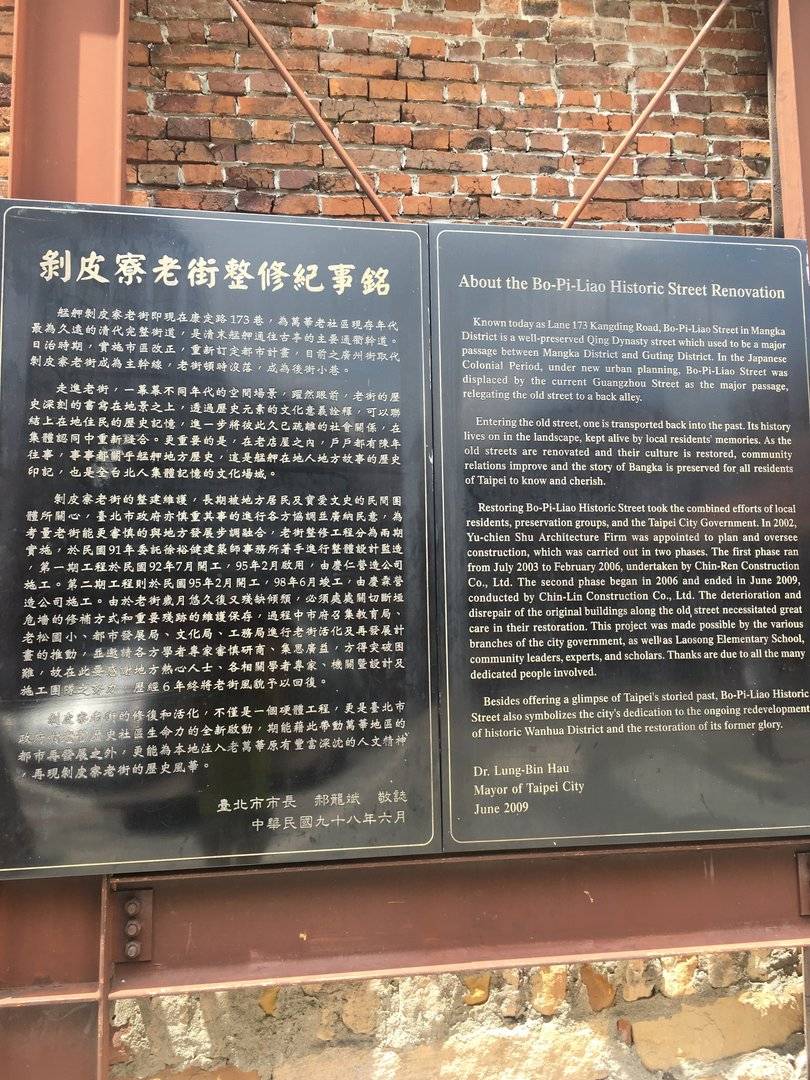 剝皮寮老街整修紀事銘
艋舺剝皮寮老街即現在康定路173巷，為萬華老社區現存年代
最為久遠的清代完整街道，是清末艋舺通往古亭的主要通衢幹道。
日治時期，實施市區改正，重新訂定都市計畫，目前之廣州街取代
剝皮寮老街成為主幹線，老街頓時沒落，成為後街小巷。
走進老街，一幕幕不同年代的空間場景，躍然眼前，老街的歷
史深刻的書寫在地景之上，透過歷史元素的文化意義詮釋，可以聯
結上在地住民的歷史記憶，進一步將彼此久已疏離的社會關係，在
集體認同中重新縫合。更重要的是，在老店屋之內，戶戶都有陳年
往事，事事都關乎艋舺地方歷史，這是艋舺在地人地方故事的歷史
印記，也是全台北人集體記憶的文化場域。
剝皮寮老街的整建維護，長期被地方居民及寶愛文史的民間團
體所關心，臺北市政府亦慎重其事的進行各方協調並廣納民意，為
考量老街能更審慎的與地方發展步調融合，老街整修工程分為兩期
實施，於民國91年委託徐裕健建築師事務所著手進行整體設計監造
，第一期工程於民國92年7月開工，95年2月啟用，由慶仁營造公司
施工。第二期工程則於民國95年2月開工，98年6月竣工，由慶霖營
造公司施工。由於老街歲月悠久復又殘缺傾頹，必須處處關切斷垣
危牆的修補方式和重要殘跡的維護保存，過程中市府召集教育局、
老松國小、都市發展局、文化局、工務局進行老街活化及再發展計
畫的推動，並邀請各方學者專家審慎研商、集思廣益，方得突破困
難，故在此要感謝地方熱心人士、各相關學者專家、機關暨設計及
施工團隊之 歷經6年終將老街風貌予以回復。
剝皮寮老街的修復和活化，不僅是一個硬體工程，更是臺北市
政府 歷史社區生命力的全新啟動，期能藉此帶動萬華地區的
都市再發展之外，更能為本地注入老萬華原有豐富深沈的人文精神
，再現剝皮寮老街的歷史風華。
臺北市市長 郝龍斌 敬誌
中華民國九十八年六月
About the Bo-Pi-Liao Historic Street Renovation
Known today as Lane 173 Kangding Road, Bo-Pi-Liao Street in Mangka
District is a well-preserved Qing Dynasty street which used to be a major
passage between Mangka District and Guting District. In the Japanese
Colonial Period, under new urban planning, Bo-Pi-Liao Street was
displaced by the current Guangzhou Street as the major passage,
relegating the old street to a back alley.
Entering the old street, one is transported back into the past. Its history
lives on in the landscape, kept alive by local residents' memories. As the
old streets are renovated and their culture is restored, community
relations improve and the story of Bangka is preserved for all residents
of Taipei to know and cherish.
Restoring Bo-Pi-Liao Historic Street took the combined efforts of local
residents, preservation groups, and the Taipei City Government. In 2002,
Yu-chien Shu Architecture Firm was appointed to plan and oversee
construction, which was carried out in two phases. The first phase ran
from July 2003 to February 2006, undertaken by Chin-Ren Construction
Co., Ltd. The second phase began in 2006 and ended in June 2009,
conducted by Chin-Lin Construction Co., Ltd. The deterioration and
disrepair of the original buildings along the old street necessitated great
care in their restoration. This project was made possible by the various
branches of the city government, as well as Laosong Elementary School,
community leaders, experts, and scholars. Thanks are due to all the many
dedicated people involved.
Besides offering a glimpse of Taipei's storied past, Bo-Pi-Liao Historic
Street also symbolizes the city's dedication to the ongoing redevelopment
of historic Wanhua District and the restoration of its former glory.
Dr. Lung-Bin Hau
Mayor of Taipei City
June 2009